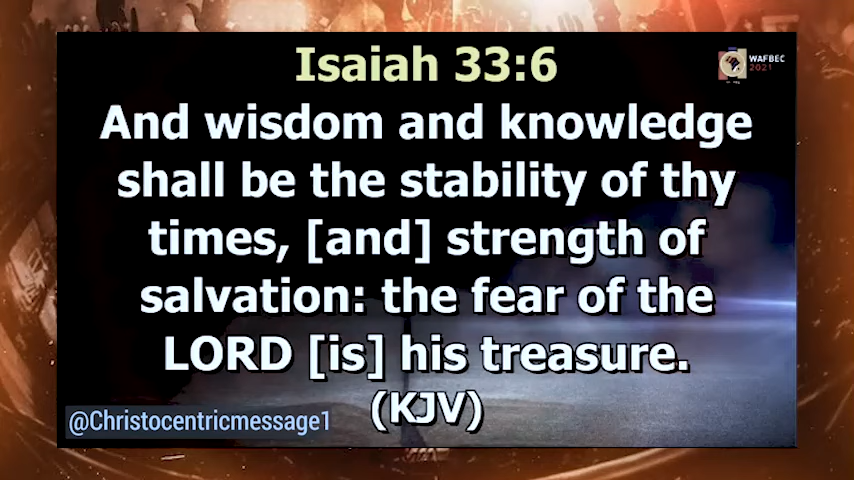 Isaiah 33:6
WAFBEC
2021
And wisdom and knowledge
shall be the stability of thy
times, [and] strength of
salvation: the fear of the
LORD [is] his treasure.
(KJV)
@Christocentricmessage1